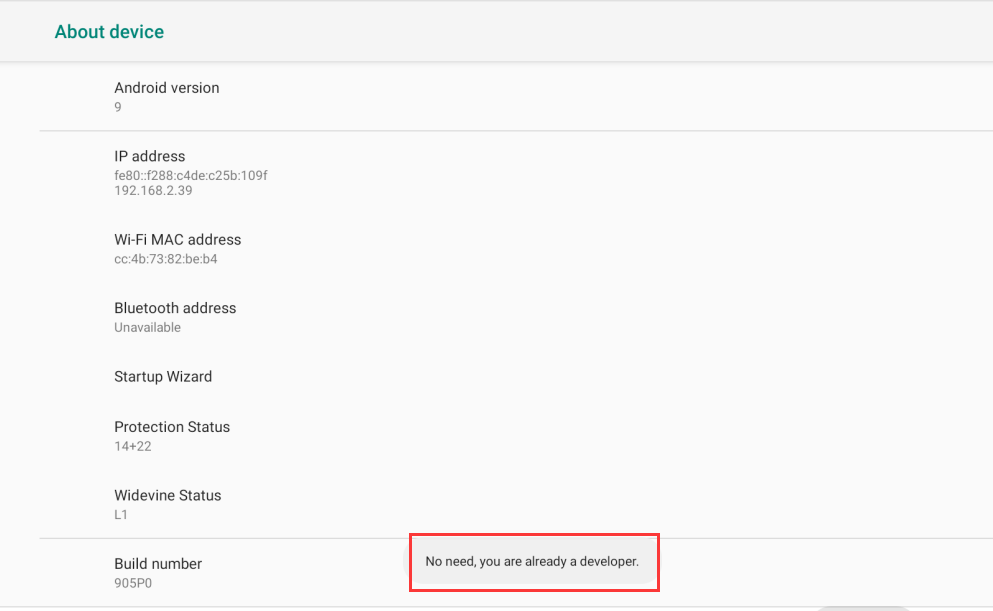 About device
Android version
9
IP address
fe80::f288:c4de:c25b:109f
192.168.2.39
Wi-Fi MAC address
cc:4b:73:82:be:b4
Bluetooth address
Unavailable
Startup Wizard
Protection Status
14+22
Widevine Status
L1
Build number
905P0
No need, you are already a developer.